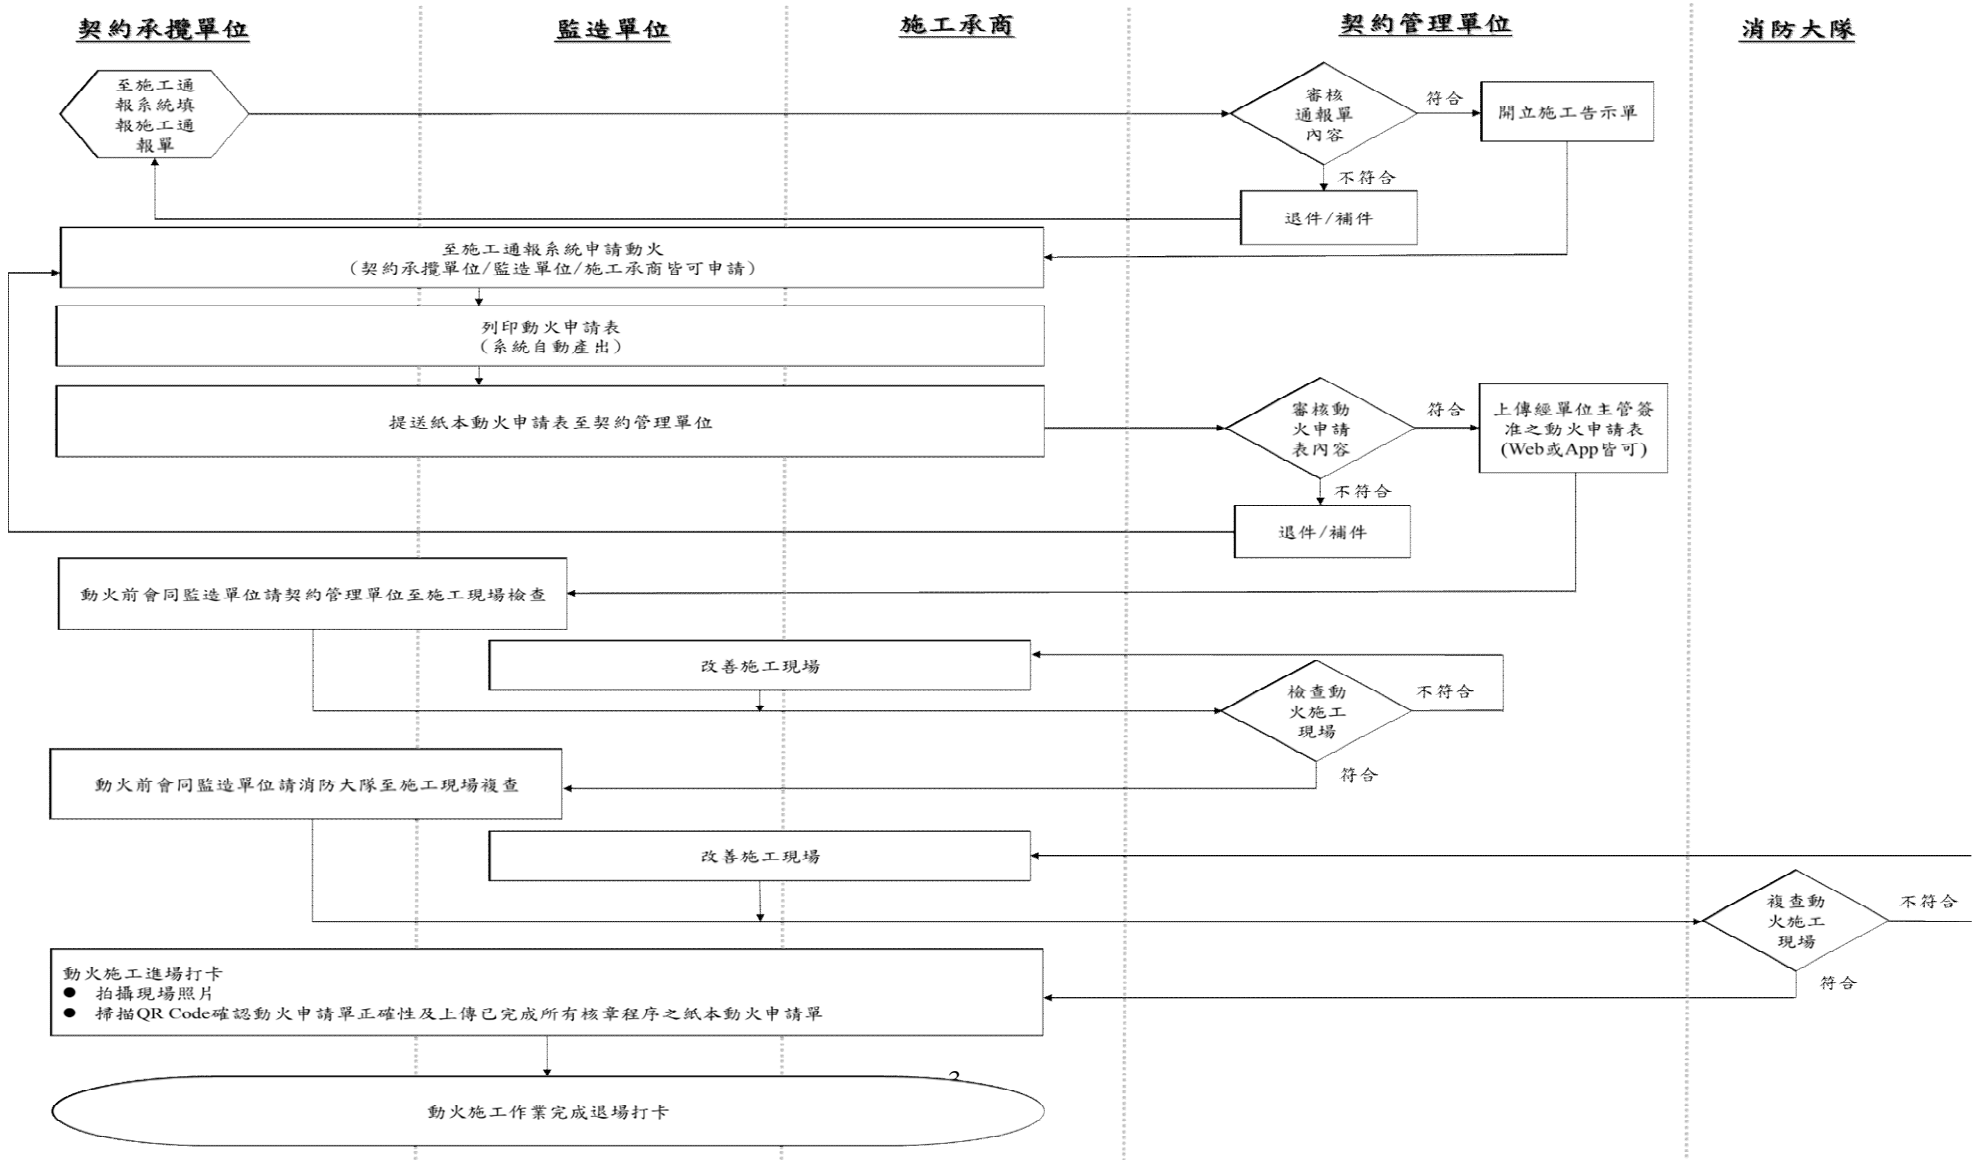 契約承攬單位
監造單位
施工承商
契約管理單位
消防大隊
至施工通
報系統填
報施工通
報單
審核
通報單
內容
符合
開立施工告示單
不符合
退件/補件
至施工通報系統申請動火
(契約承攬單位/監造單位/施工承商皆可申請)
列印動火申請表
(系統自動產出)
提送紙本動火申請表至契約管理單位
審核動
火申請
表內容
符合
上傳經單位主管簽
准之動火申請表
(Web或App皆可)
不符合
退件/補件
動火前會同監造單位請契約管理單位至施工現場檢查
改善施工現場
檢查動
火施工
現場
不符合
符合
動火前會同監造單位請消防大隊至施工現場複查
改善施工現場
複查動
火施工
現場
不符合
符合
動火施工進場打卡
● 拍攝現場照片
● 掃描QR Code確認動火申請單正確性及上傳已完成所有核章程序之紙本動火申請單
動火施工作業完成退場打卡